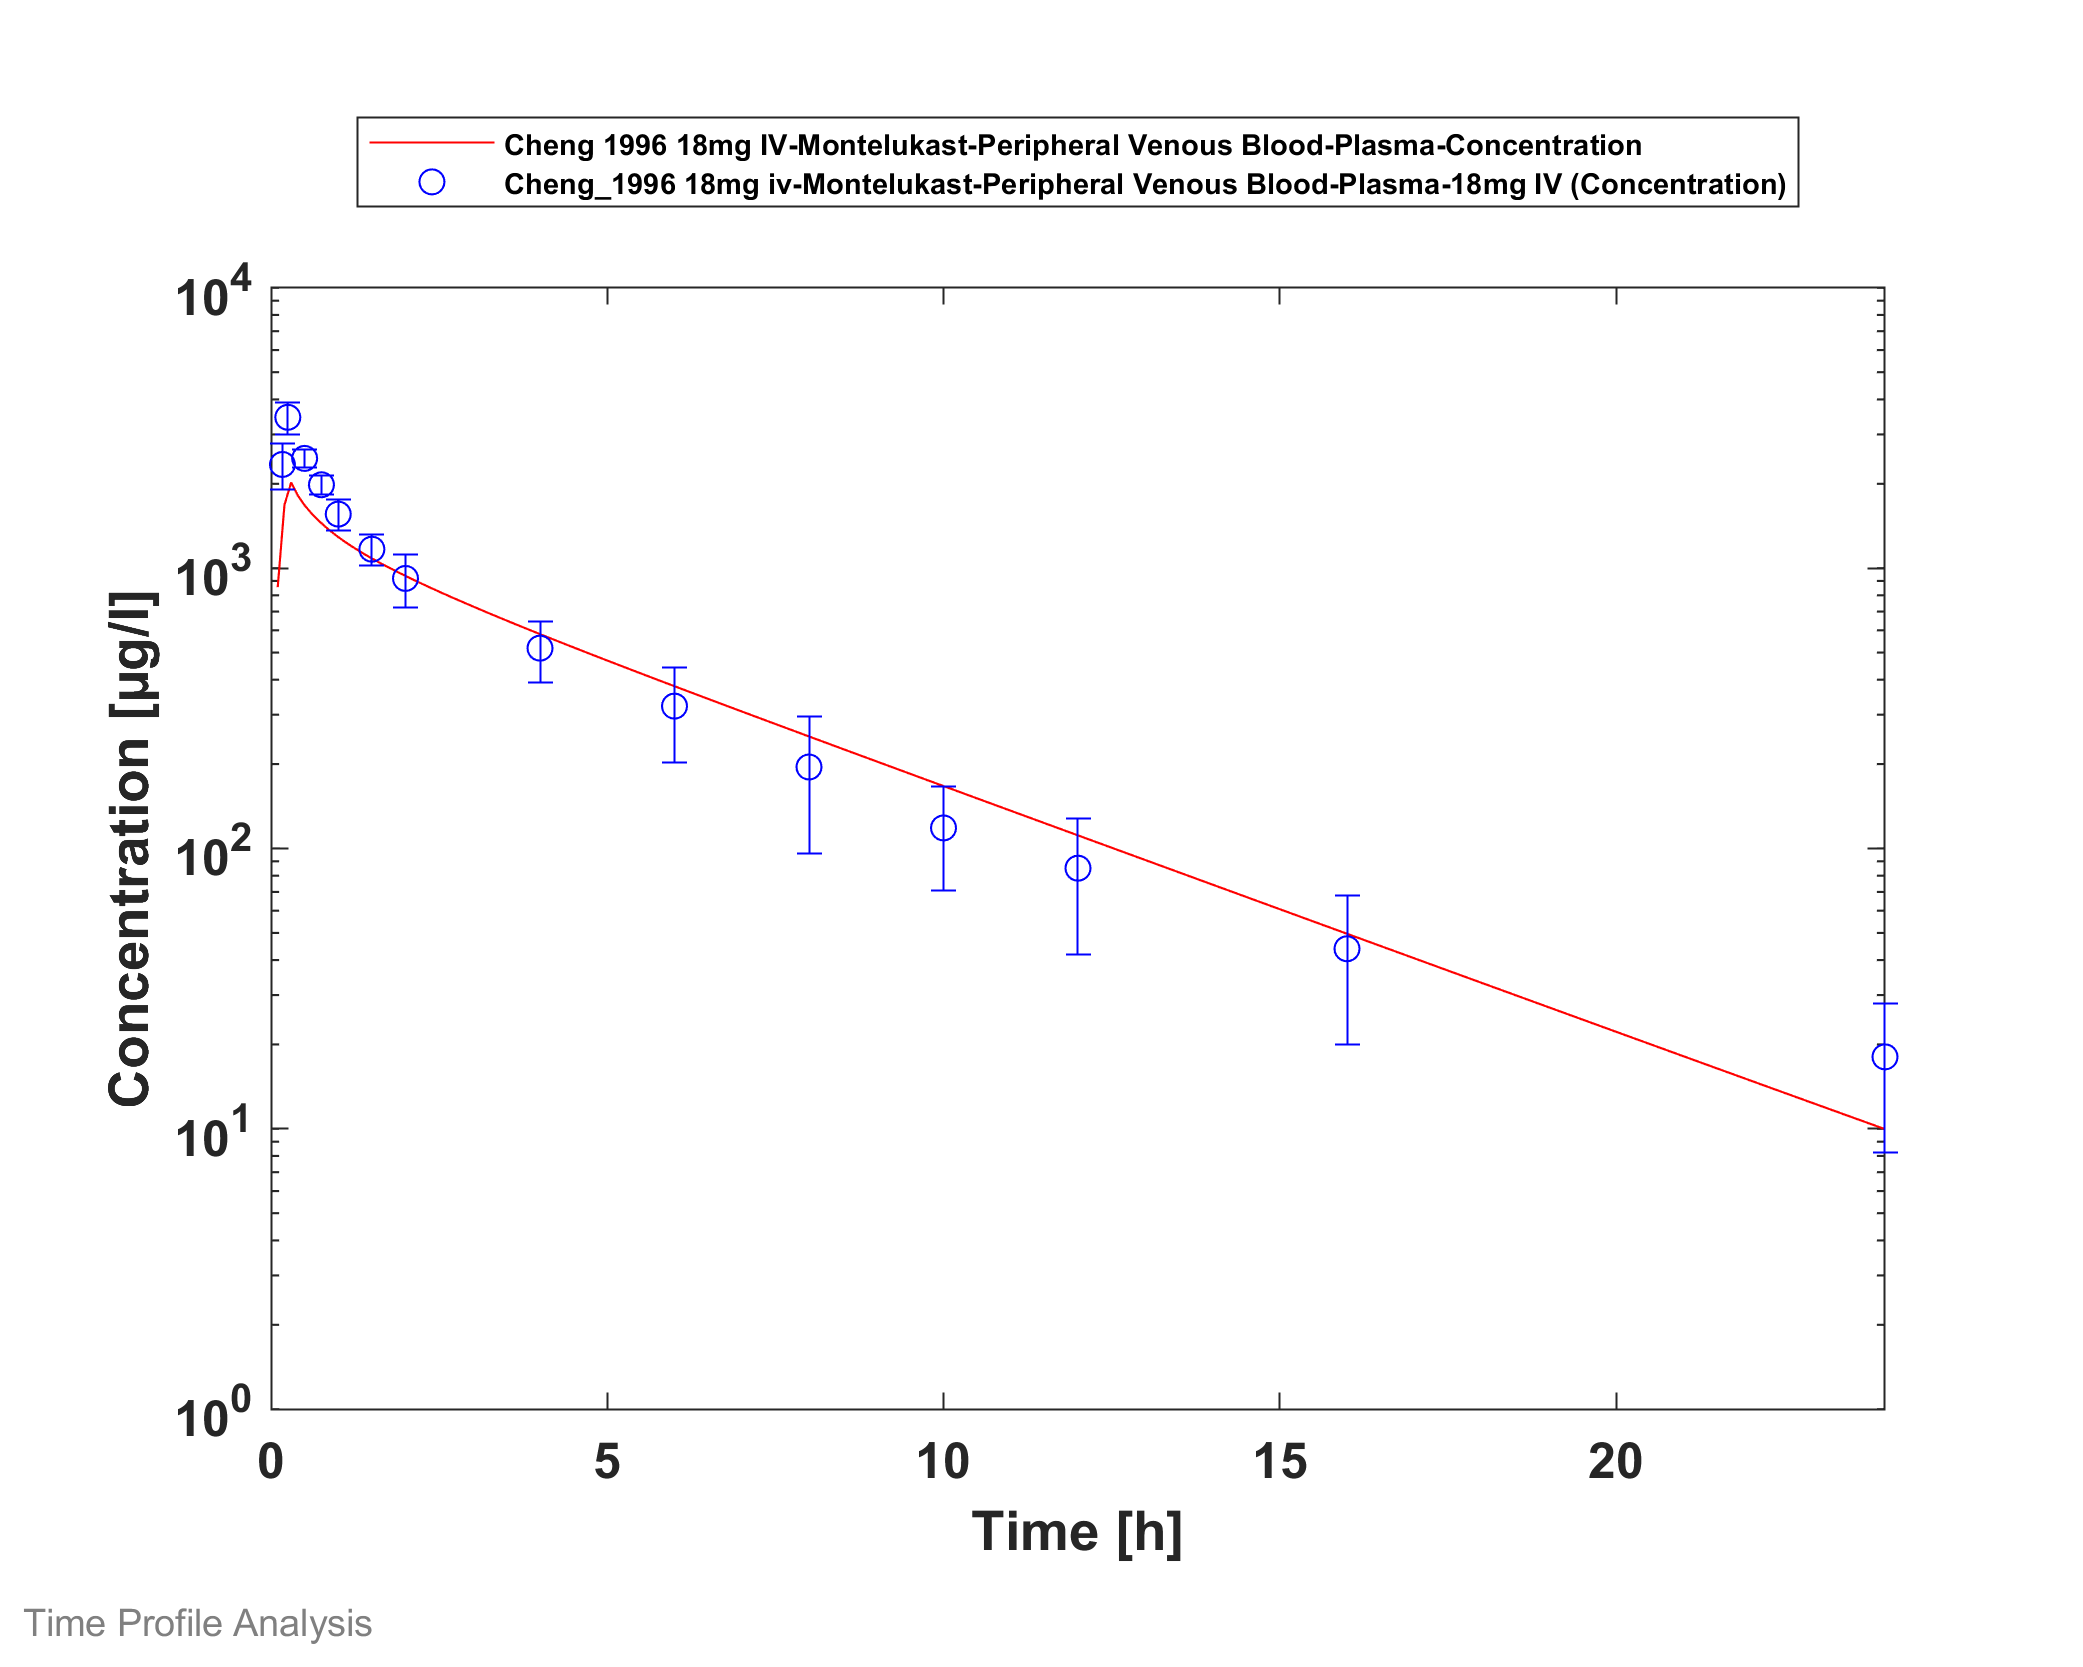 Cheng 1996 18mg IV-Montelukast-Peripheral Venous Blood-Plasma-Concentration
Cheng_1996 18mg iv-Montelukast-Peripheral Venous Blood-Plasma-18mg IV (Concentration)
10^4
10^3
10^2
10^1
10^0
Concentration [µg/l]
0 5 10 15 20
Time [h]
Time Profile Analysis